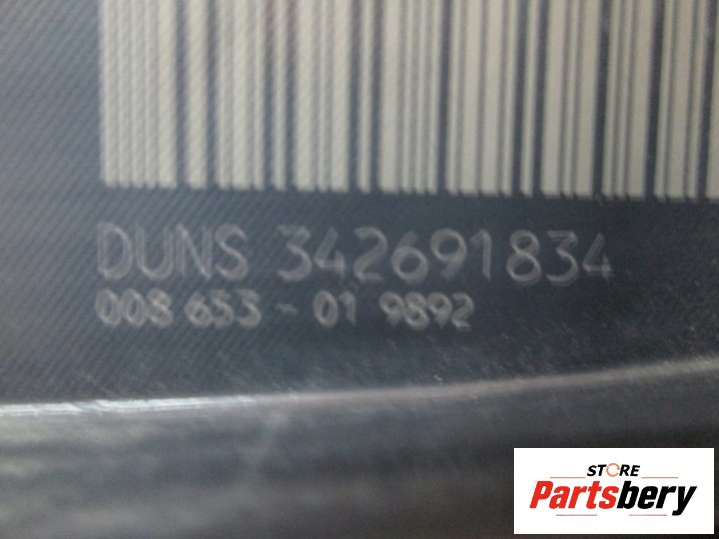 DUNS 342691834
008 653 - 01 9892
STORE
Partsbery